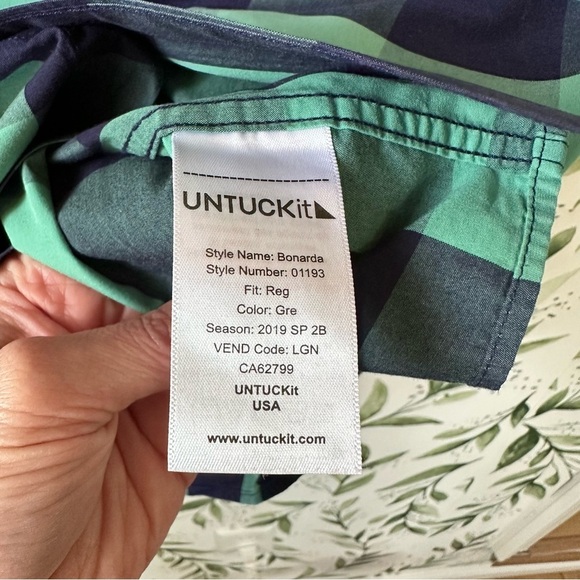 UNTUCKit
Style Name: Bonarda
Style Number: 01193
Fit: Reg
Color: Gre
Season: 2019 SP 2B
VEND Code: LGN
CA62799
UNTUCKit
USA
www.untuckit.com